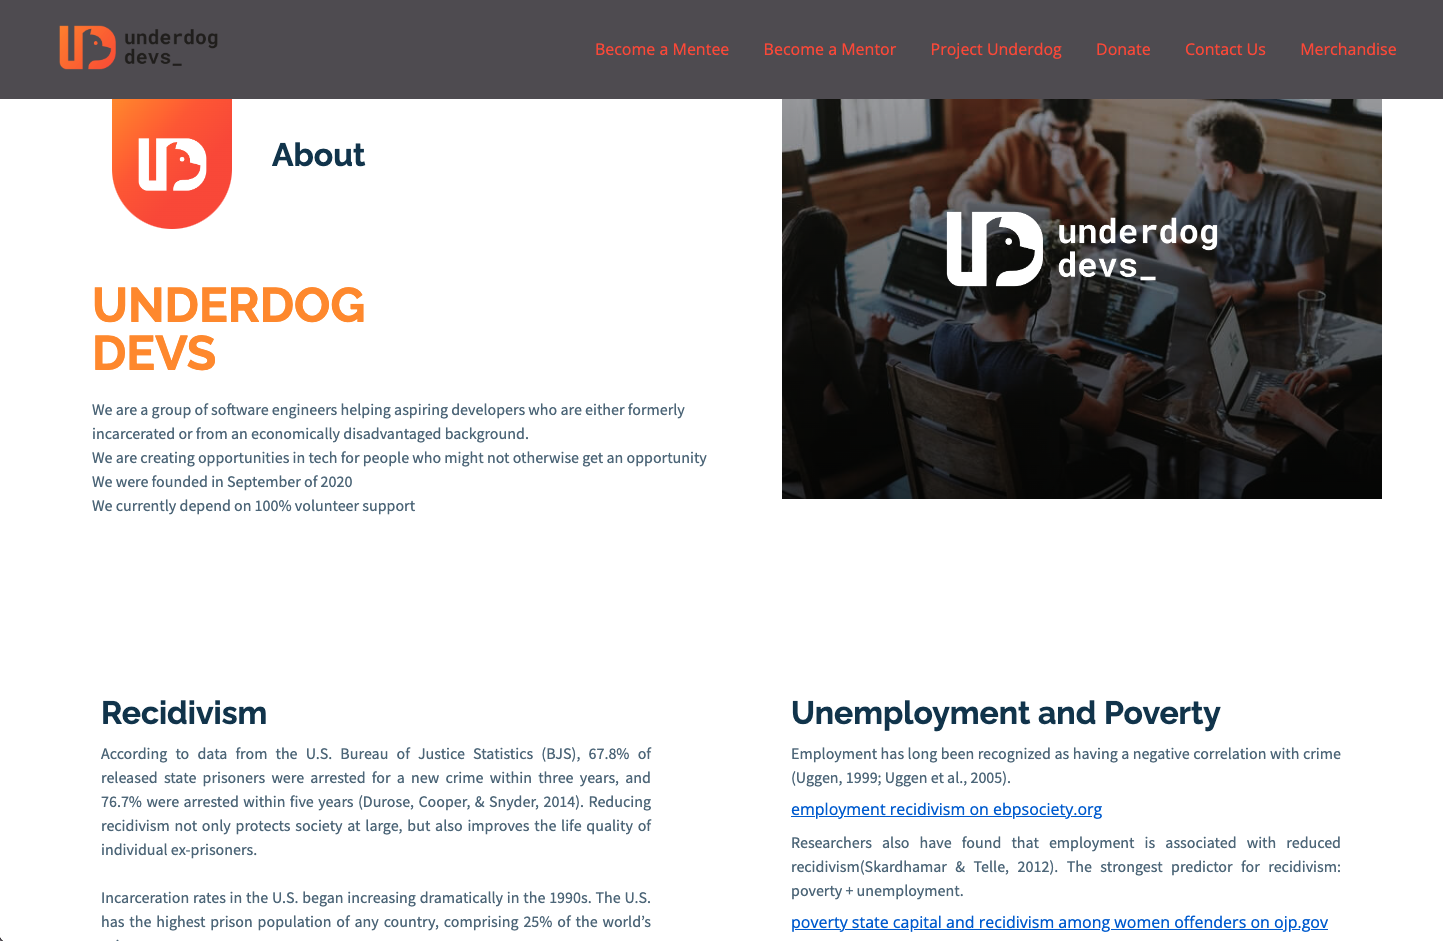 underdog
devs_
Become a Mentee Become a Mentor Project Underdog Donate Contact Us Merchandise
About
underdog
devs_
UNDERDOG
DEVS
We are a group of software engineers helping aspiring developers who are either formerly
incarcerated or from an economically disadvantaged background.
We are creating opportunities in tech for people who might not otherwise get an opportunity
We were founded in September of 2020
We currently depend on 100% volunteer support
Recidivism
According to data from the U.S. Bureau of Justice Statistics (BJS), 67.8% of
released state prisoners were arrested for a new crime within three years, and
76.7% were arrested within five years (Durose, Cooper, & Snyder, 2014). Reducing
recidivism not only protects society at large, but also improves the life quality of
individual ex-prisoners.
Incarceration rates in the U.S. began increasing dramatically in the 1990s. The U.S.
has the highest prison population of any country, comprising 25% of the world's
Unemployment and Poverty
Employment has long been recognized as having a negative correlation with crime
(Uggen, 1999; Uggen et al., 2005).
employment recidivism on ebpsociety.org
Researchers also have found that employment is associated with reduced
recidivism(Skardhamar & Telle, 2012). The strongest predictor for recidivism:
poverty + unemployment.
poverty state capital and recidivism among women offenders on ojp.gov